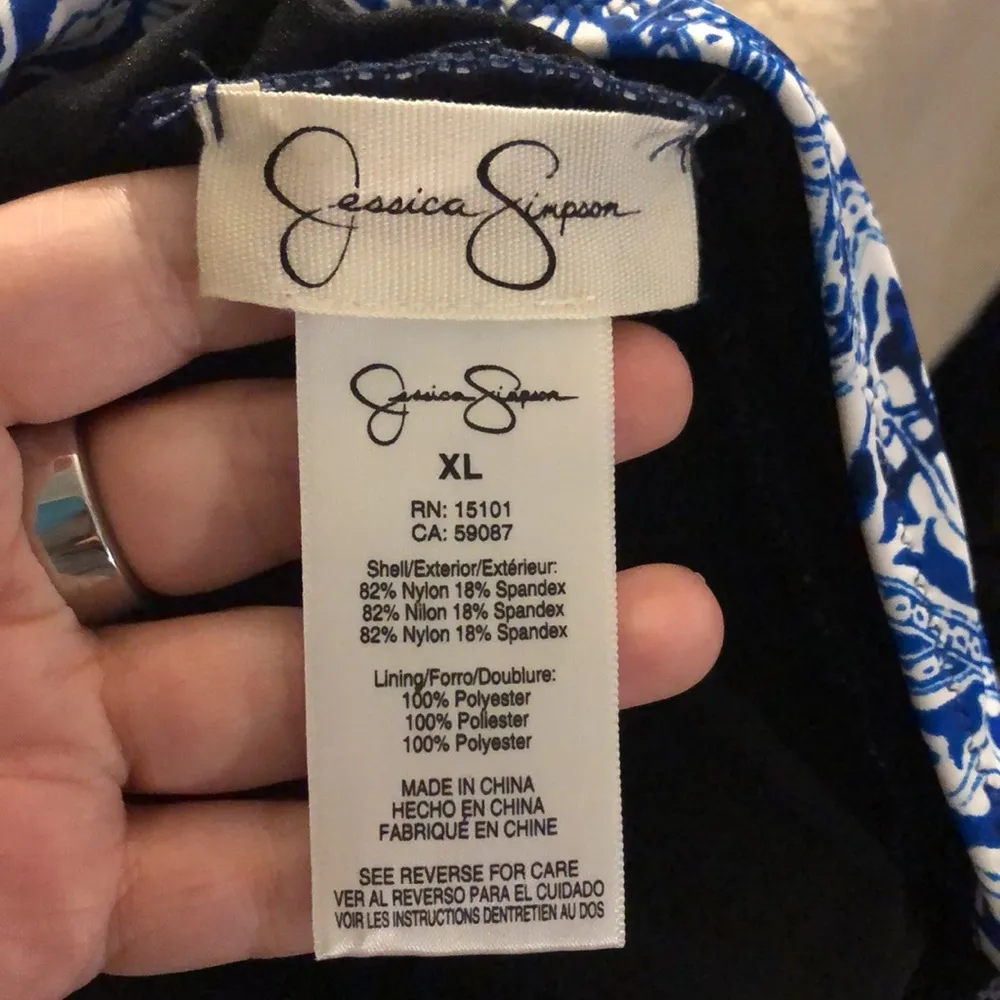 Jessica Simpson
Jessica Simpson
XL
RN: 15101
CA: 59087
Shell/Exterior/Extérieur:
82% Nylon 18% Spandex
82% Nilon 18% Spandex
82% Nylon 18% Spandex
Lining/Forro/Doublure:
100% Polyester
100% Poliester
100% Polyester
MADE IN CHINA
HECHO EN CHINA
FABRIQUÉ EN CHINE
SEE REVERSE FOR CARE
VER AL REVERSO PARA EL CUIDADO
VOIR LES INSTRUCTIONS DENTRETIEN AU DOS